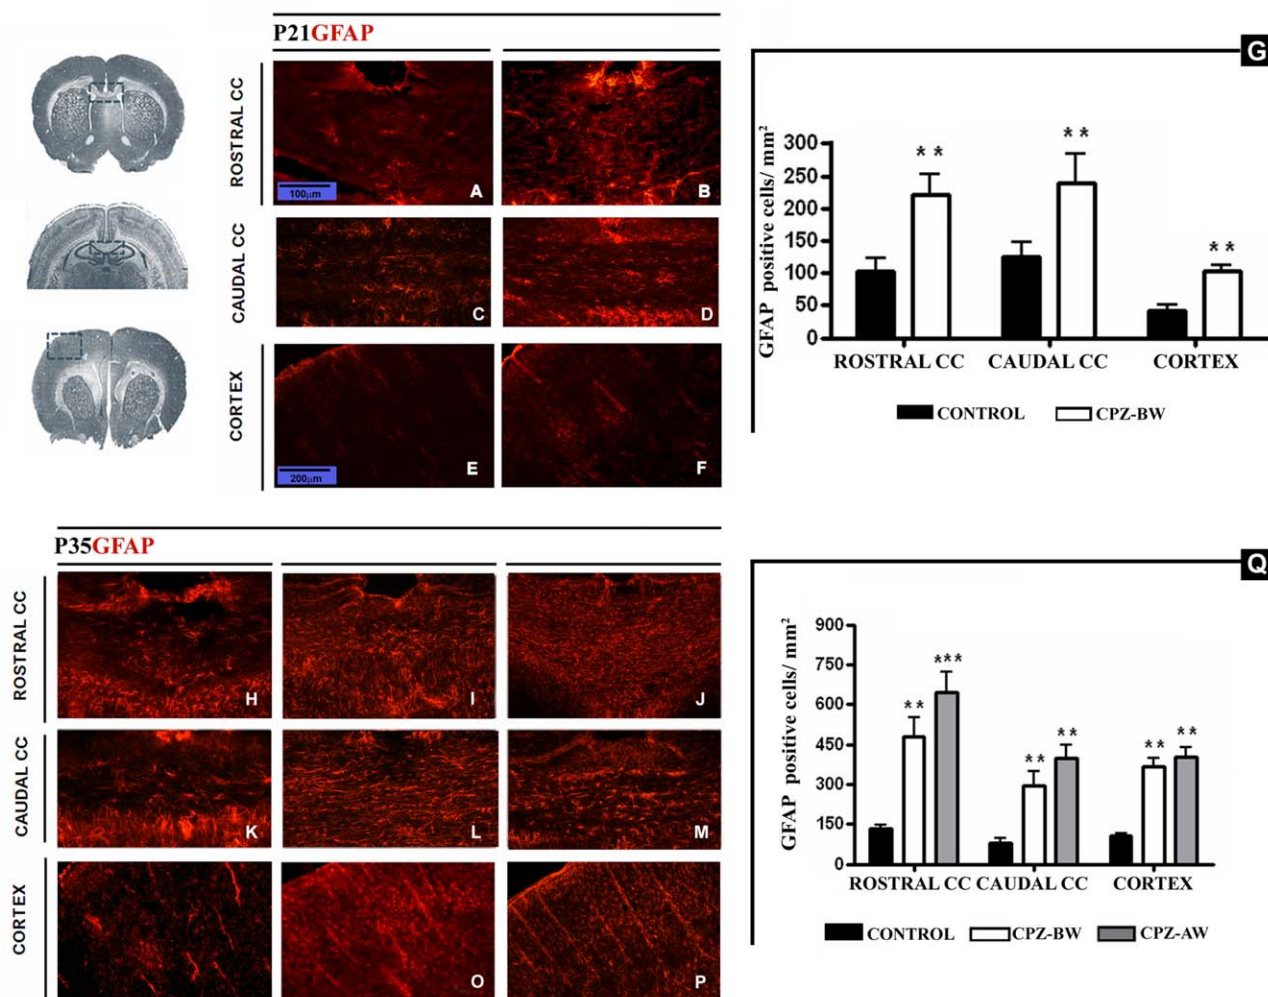 P21GFAP
ROSTRAL CC
A
B
100µm
CAUDAL CC
C
D
CORTEX
E
F
200µm
G
GFAP positive cells/ mm²
300
250
200
150
100
50
0
**
**
**
ROSTRAL CC CAUDAL CC CORTEX
CONTROL CPZ-BW
P35GFAP
ROSTRAL CC
H
I
J
CAUDAL CC
K
L
M
CORTEX
O
P
Q
GFAP positive cells/ mm²
900
750
600
450
300
150
0
**
***
**
**
**
**
ROSTRAL CC CAUDAL CC CORTEX
CONTROL CPZ-BW CPZ-AW